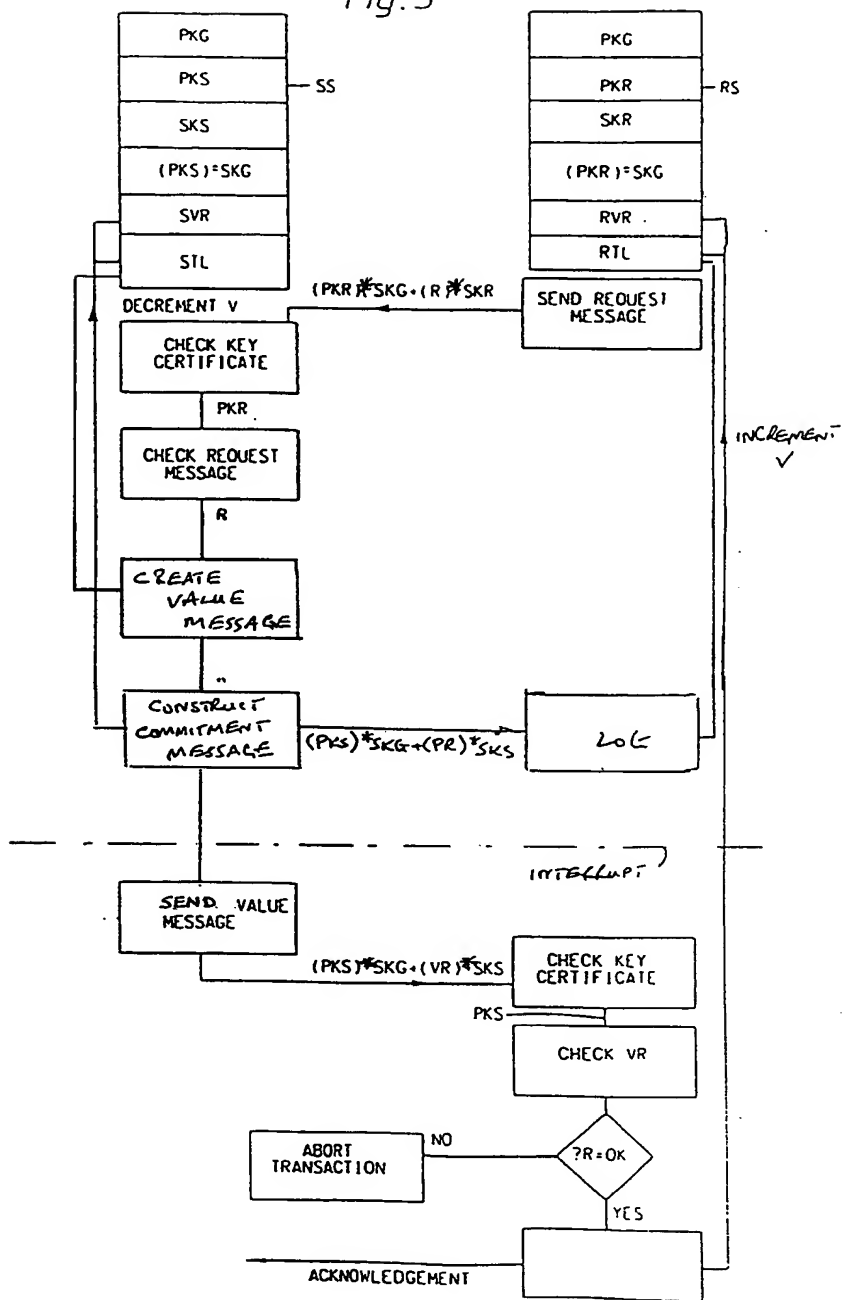 Fig. 3
PKG
PKS
SS
SKS
(PKS)=SKG
SVR
STL
PKG
PKR
RS
SKR
(PKR)=SKG
RVR
RTL
DECREMENT V
(PKR)*SKG+(R)*SKR
SEND REQUEST
MESSAGE
CHECK KEY
CERTIFICATE
PKR
CHECK REQUEST
MESSAGE
R
INCREMENT
V
CREATE
VALUE
MESSAGE
CONSTRUCT
COMMITMENT
MESSAGE
(PKS)*SKG+(PR)*SKS
LOG
INTERRUPT
SEND VALUE
MESSAGE
(PKS)*SKG+(VR)*SKS
CHECK KEY
CERTIFICATE
PKS
CHECK VR
?R=OK
NO
ABORT
TRANSACTION
YES
ACKNOWLEDGEMENT